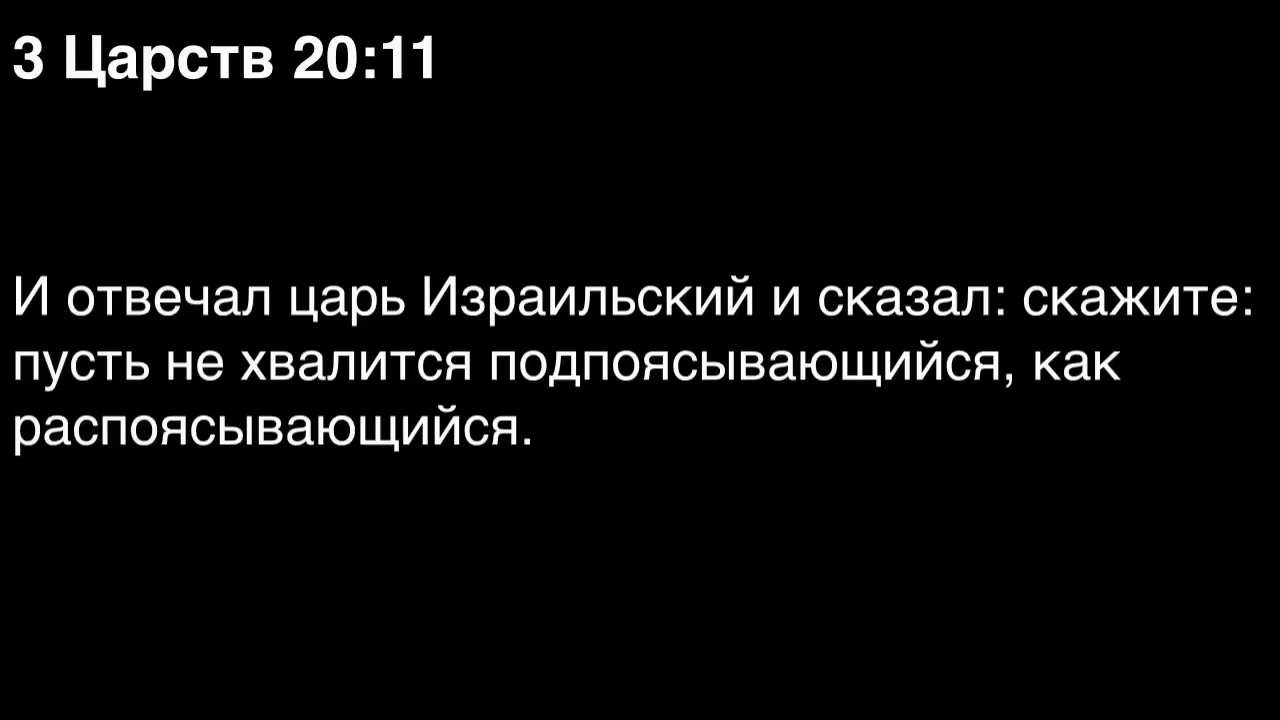 3 Царств 20:11
И отвечал царь Израильский и сказал: скажите:
пусть не хвалится подпоясывающийся, как
распоясывающийся.